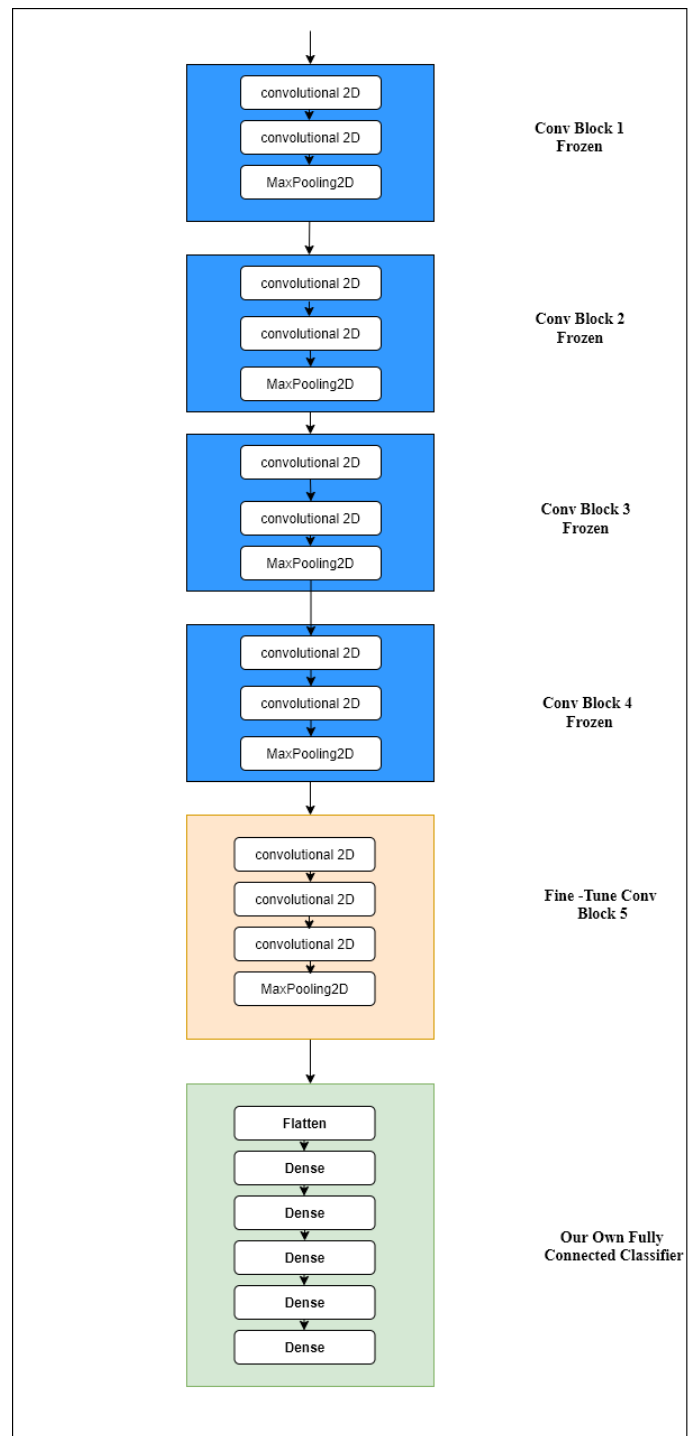 convolutional 2D
convolutional 2D
MaxPooling2D
Conv Block 1
Frozen
convolutional 2D
convolutional 2D
MaxPooling2D
Conv Block 2
Frozen
convolutional 2D
convolutional 2D
MaxPooling2D
Conv Block 3
Frozen
convolutional 2D
convolutional 2D
MaxPooling2D
Conv Block 4
Frozen
convolutional 2D
convolutional 2D
convolutional 2D
MaxPooling2D
Fine -Tune Conv
Block 5
Flatten
Dense
Dense
Dense
Dense
Dense
Our Own Fully
Connected Classifier